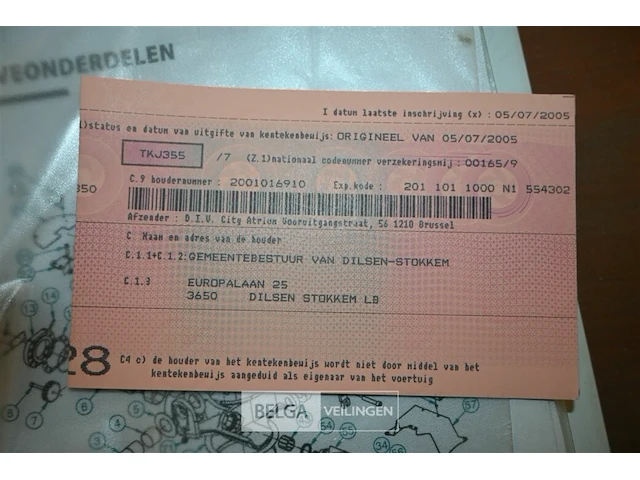 VEONDERDELEN
I datum laatste inschrijving (x) : 05/07/2005
)status en datum van uitgifte van kentekenbewijs: ORIGINEEL VAN 05/07/2005
TKJ355 /7 (Z.1)nationaal codenummer verzekeringsmij : 00165/9
350 C.9 houdernummer : 2001016910 Exp.kode : 201 101 1000 N1 554302
Afzender : D.I.V. City Atrium Vooruitgangstraat, 56 1210 Brussel
C Naam en adres van de houder
C.1.1+C.1.2: GEMEENTEBESTUUR VAN DILSEN-STOKKEM
C.1.3 EUROPALAAN 25
3650 DILSEN STOKKEM LB
28 C4 c) de houder van het kentekenbewijs wordt niet door middel van het
kentekenbewijs aangeduid als eigenaar van het voertuig
BELGA VEILINGEN